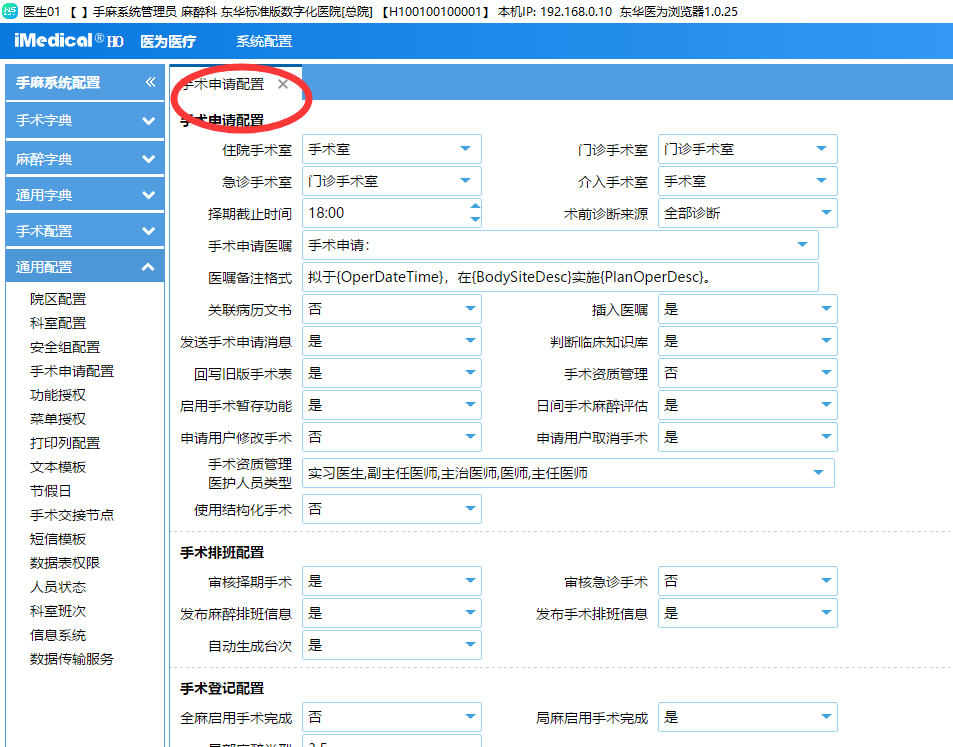 医生01 【 】手麻系统管理员 麻醉科 东华标准版数字化医院[总院] 【H100100100001】 本机IP: 192.168.0.10 东华医为浏览器1.0.25
iMedical® HO 医为医疗 系统配置
手麻系统配置 «
手术字典
麻醉字典
通用字典
手术配置
通用配置
院区配置
科室配置
安全组配置
手术申请配置
功能授权
菜单授权
打印列配置
文本模板
节假日
手术交接节点
短信模板
数据表权限
人员状态
科室班次
信息系统
数据传输服务
手术申请配置 ×
手术申请配置
住院手术室 手术室 门诊手术室 门诊手术室
急诊手术室 门诊手术室 介入手术室 手术室
择期截止时间 18:00 术前诊断来源 全部诊断
手术申请医嘱 手术申请：
医嘱备注格式 拟于{OperDateTime}，在{BodySiteDesc}实施{PlanOperDesc}。
关联病历文书 否 插入医嘱 是
发送手术申请消息 是 判断临床知识库 是
回写旧版手术表 是 手术资质管理 否
启用手术暂存功能 是 日间手术麻醉评估 是
申请用户修改手术 否 申请用户取消手术 是
手术资质管理
医护人员类型 实习医生,副主任医师,主治医师,医师,主任医师
使用结构化手术 否
手术排班配置
审核择期手术 是 审核急诊手术 否
发布麻醉排班信息 是 发布手术排班信息 是
自动生成台次 是
手术登记配置
全麻启用手术完成 否 局麻启用手术完成 是